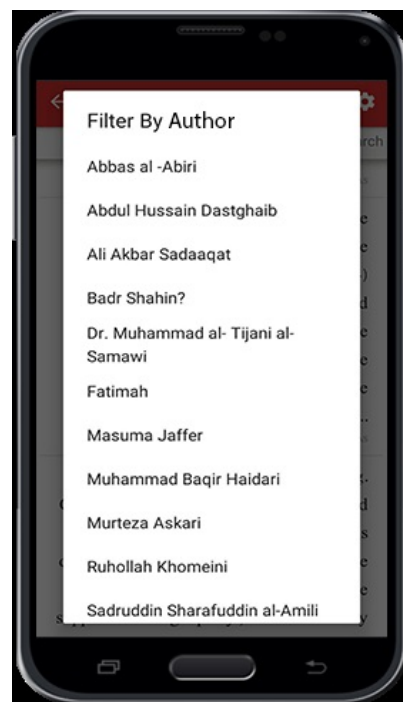 Filter By Author
Abbas al -Abiri
Abdul Hussain Dastghaib
Ali Akbar Sadaaqat
Badr Shahin?
Dr. Muhammad al- Tijani al-
Samawi
Fatimah
Masuma Jaffer
Muhammad Baqir Haidari
Murteza Askari
Ruhollah Khomeini
Sadruddin Sharafuddin al-Amili